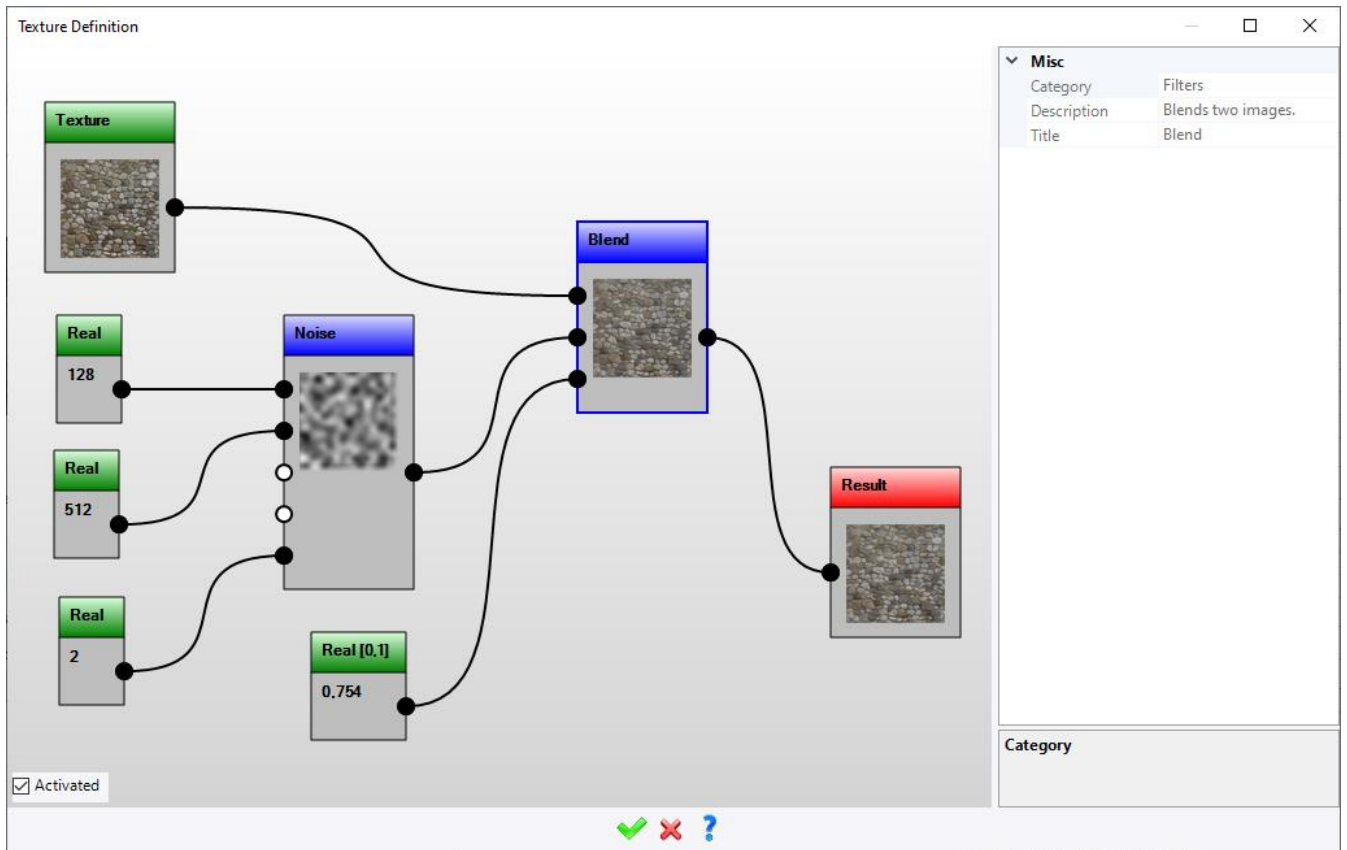 Texture Definition
Misc
Category Filters
Description Blends two images.
Title Blend
Texture
Blend
Real
128
Noise
Real
512
Result
Real
2
Real [0,1]
0,754
Category
Activated
?